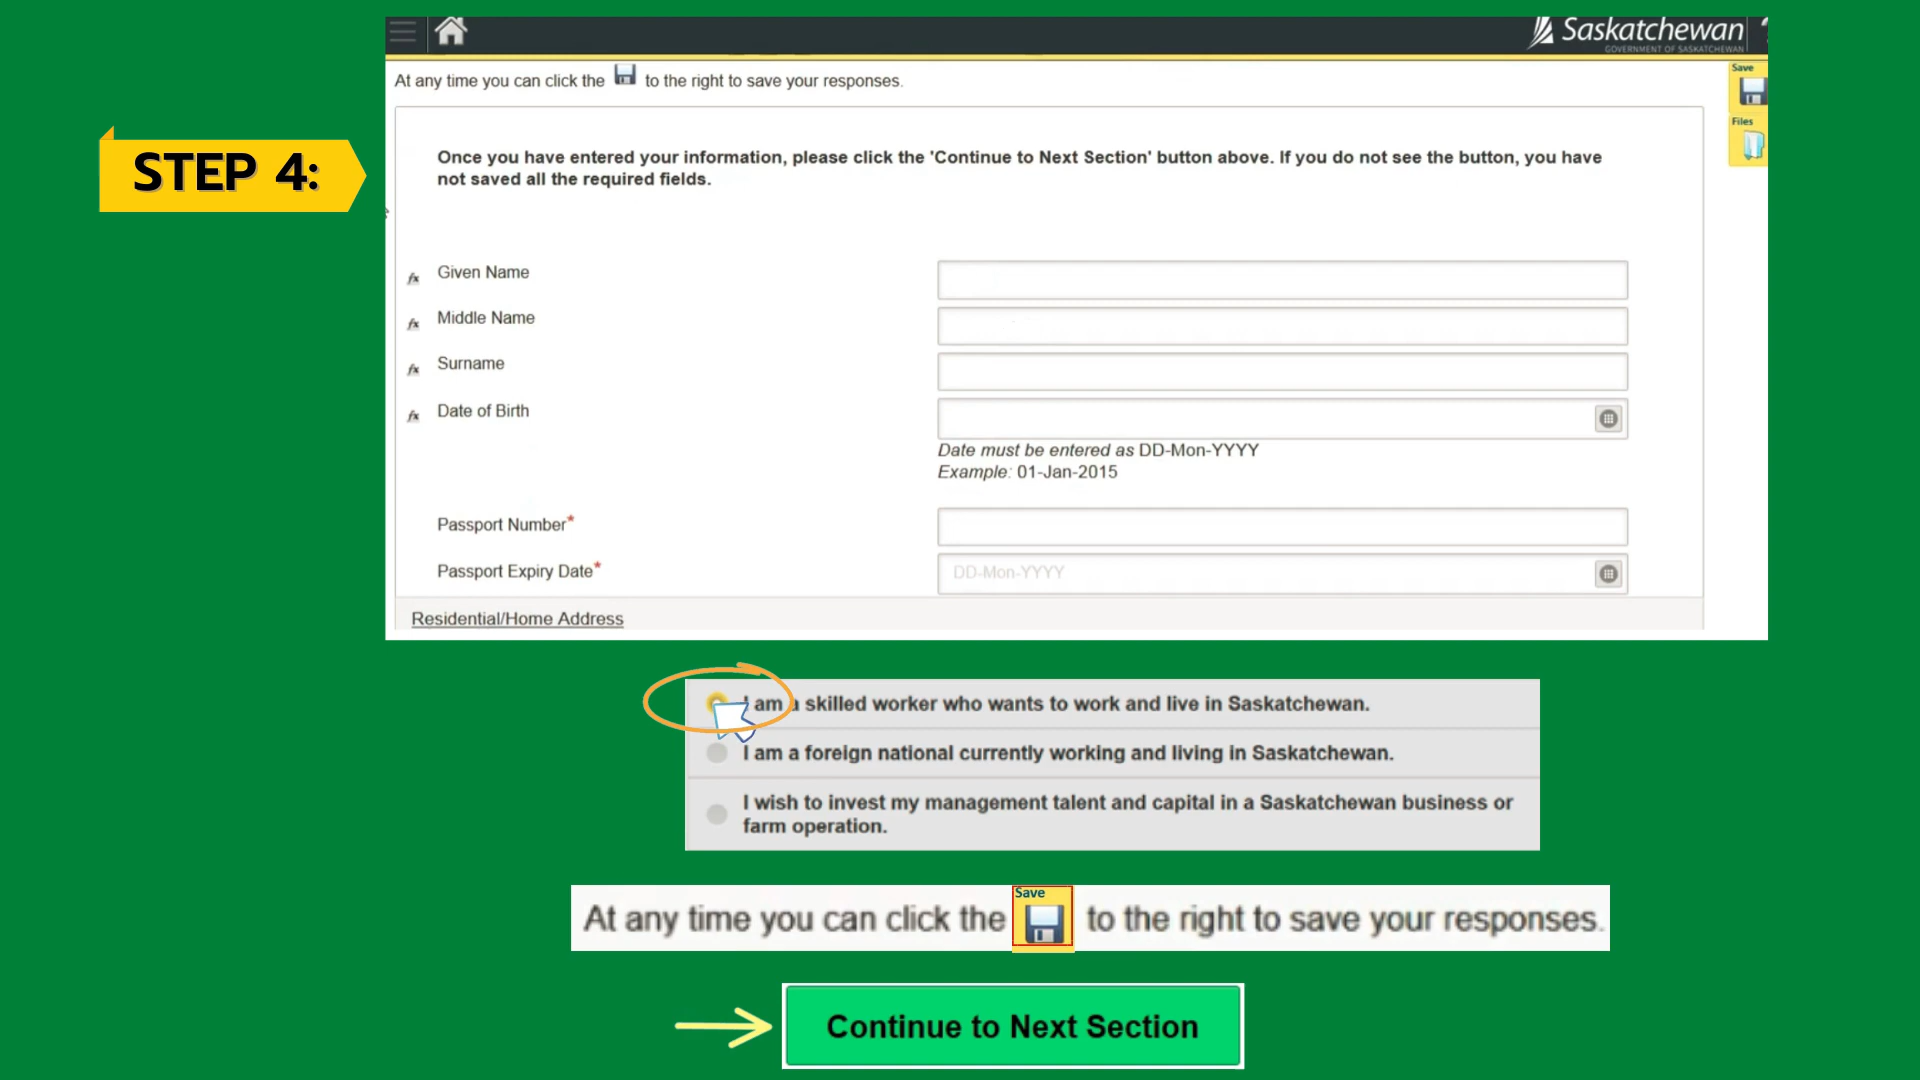 Saskatchewan
GOVERNMENT OF SASKATCHEWAN
At any time you can click the to the right to save your responses.
Save
Files
STEP 4:
Once you have entered your information, please click the 'Continue to Next Section' button above. If you do not see the button, you have
not saved all the required fields.
fx Given Name
fx Middle Name
fx Surname
fx Date of Birth
Date must be entered as DD-Mon-YYYY
Example: 01-Jan-2015
Passport Number*
Passport Expiry Date*
DD-Mon-YYYY
Residential/Home Address
I am a skilled worker who wants to work and live in Saskatchewan.
I am a foreign national currently working and living in Saskatchewan.
I wish to invest my management talent and capital in a Saskatchewan business or
farm operation.
At any time you can click the Save to the right to save your responses.
Continue to Next Section